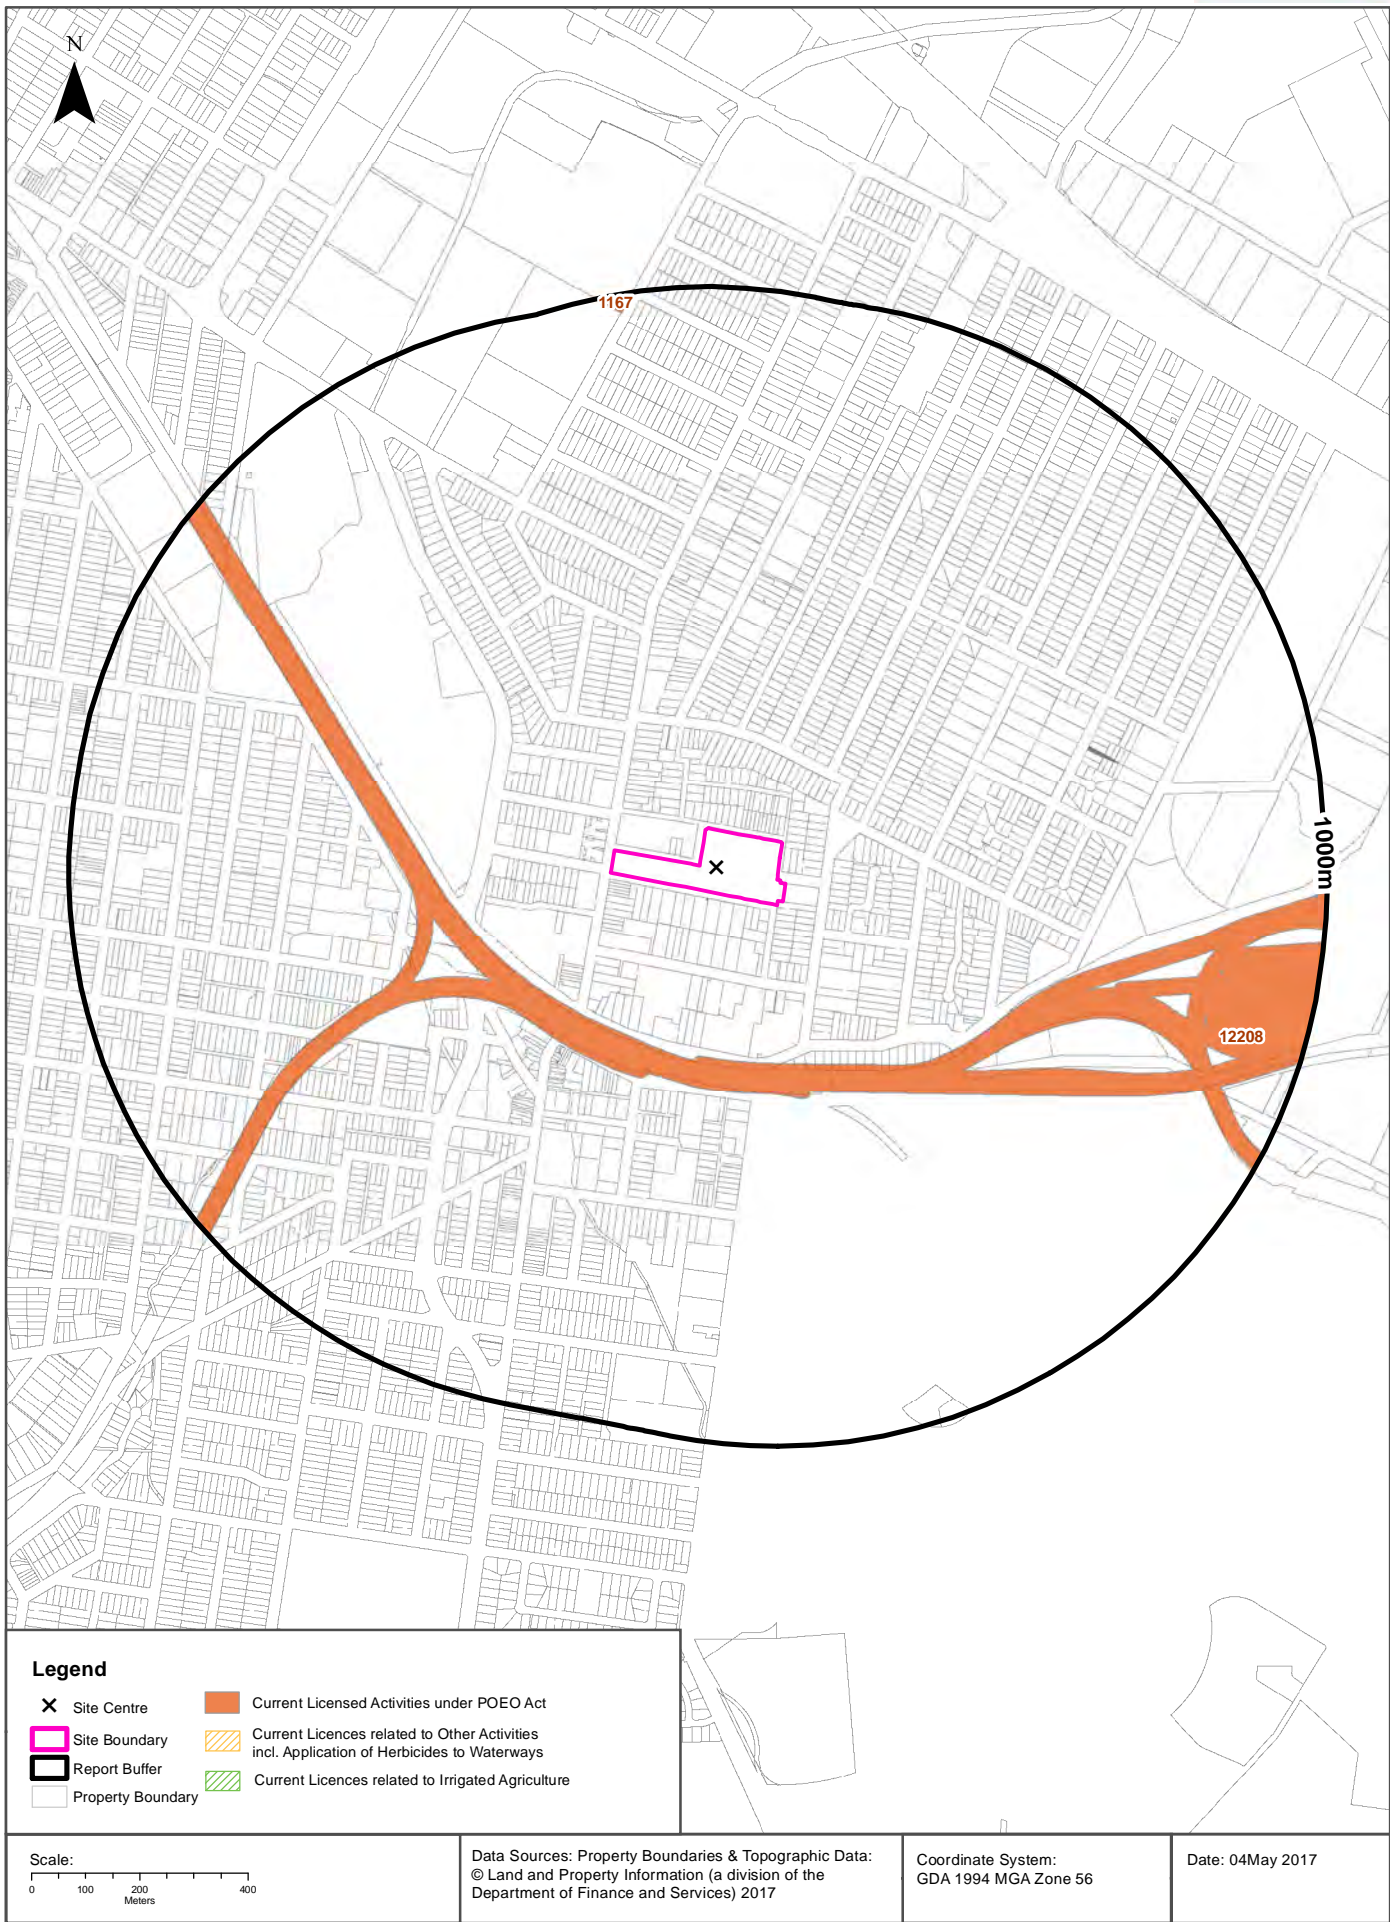 N
1167
1000m
12208
Legend
Site Centre
Site Boundary
Report Buffer
Property Boundary
Current Licensed Activities under POEO Act
Current Licences related to Other Activities
incl. Application of Herbicides to Waterways
Current Licences related to Irrigated Agriculture
Scale:
0 100 200 400
Meters
Data Sources: Property Boundaries & Topographic Data:
© Land and Property Information (a division of the
Department of Finance and Services) 2017
Coordinate System:
GDA 1994 MGA Zone 56
Date: 04May 2017